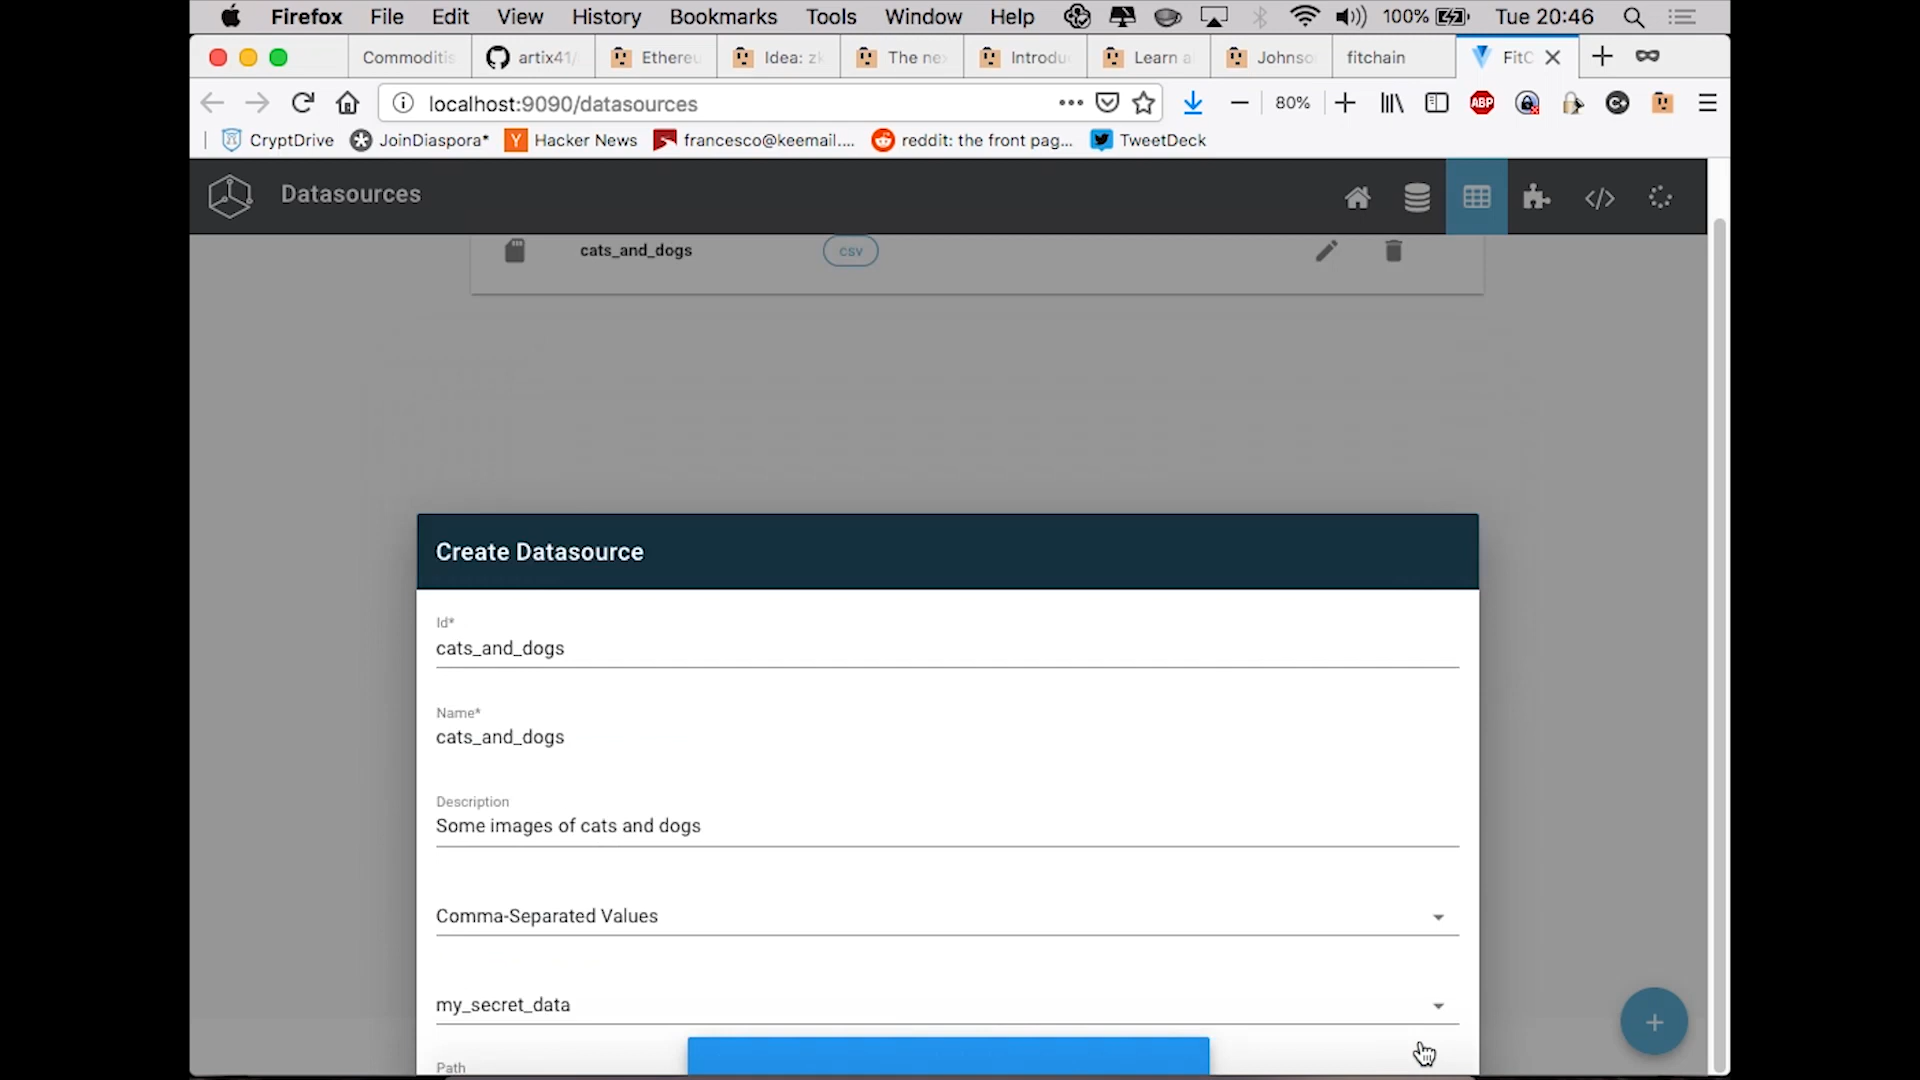 Firefox File Edit View History Bookmarks Tools Window Help 100% Tue 20:46
Commoditis artix41/ Ethereu Idea: zk The nex Introdu Learn a Johnso fitchain FitC
localhost:9090/datasources 80% ABP
CryptDrive JoinDiaspora* Y Hacker News francesco@keemail.... reddit: the front pag... TweetDeck
Datasources
cats_and_dogs csv
Create Datasource
Id*
cats_and_dogs
Name*
cats_and_dogs
Description
Some images of cats and dogs
Comma-Separated Values
my_secret_data
Path